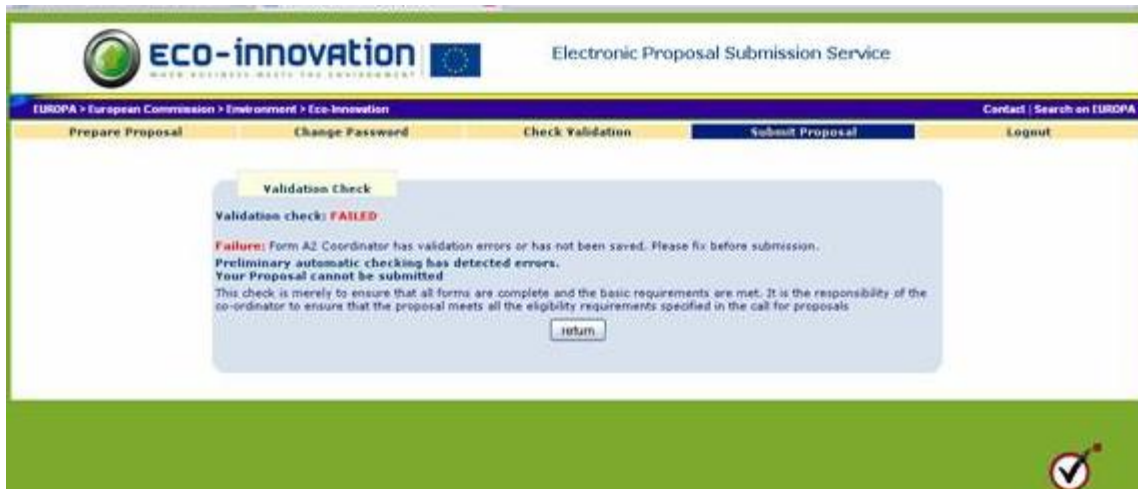 eco-innovation
WHEN BUSINESS MEETS THE ENVIRONMENT
Electronic Proposal Submission Service
EUROPA > European Commission > Environment > Eco-Innovation
Contact | Search on EUROPA
Prepare Proposal Change Password Check Validation Submit Proposal Logout
Validation Check
Validation check: FAILED
Failure: Form A2 Coordinator has validation errors or has not been saved. Please fix before submission.
Preliminary automatic checking has detected errors.
Your Proposal cannot be submitted
This check is merely to ensure that all forms are complete and the basic requirements are met. It is the responsibility of the
co-ordinator to ensure that the proposal meets all the eligibility requirements specified in the call for proposals
return